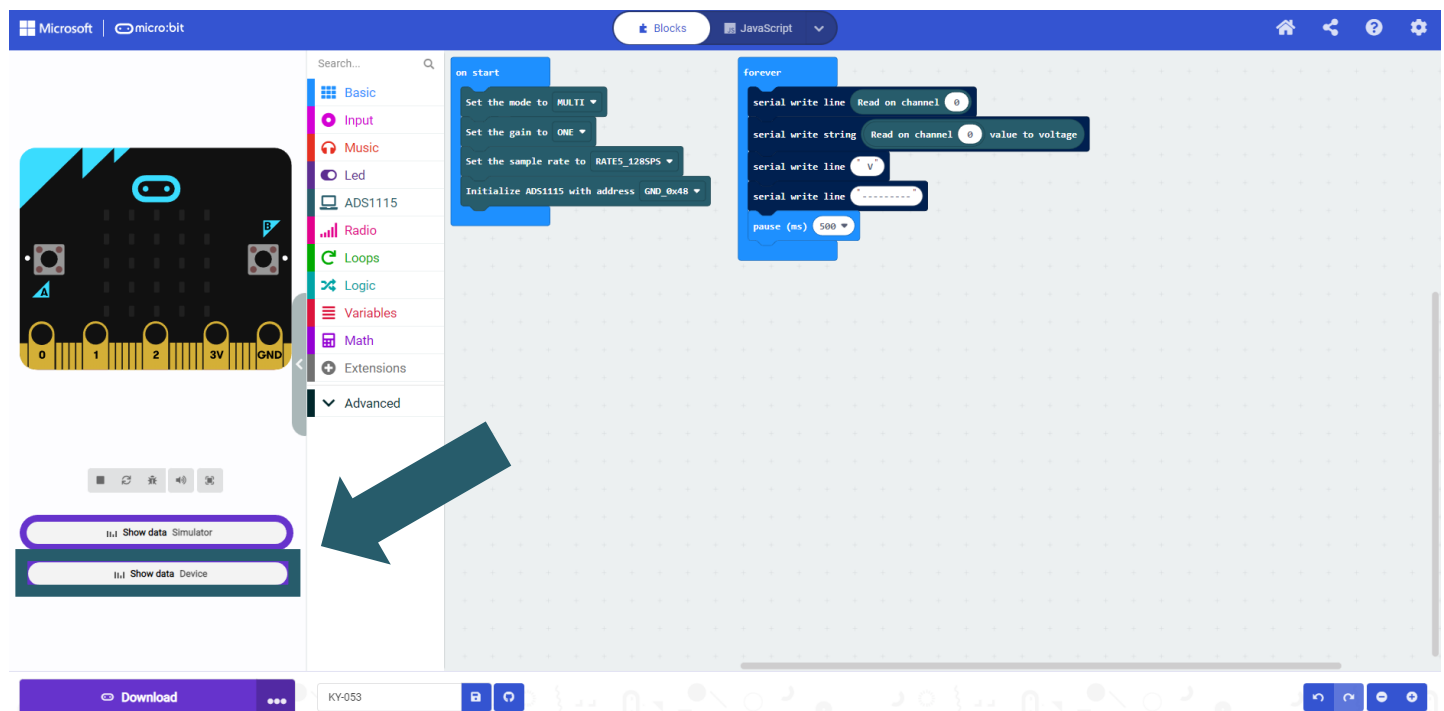 Microsoft micro:bit
Blocks JavaScript
Search...
Basic
Input
Music
Led
ADS1115
Radio
Loops
Logic
Variables
Math
Extensions
Advanced
on start
Set the mode to MULTI
Set the gain to ONE
Set the sample rate to RATE5_128SPS
Initialize ADS1115 with address GND_0x48
forever
serial write line Read on channel 0
serial write string Read on channel 0 value to voltage
serial write line " V"
serial write line "---------"
pause (ms) 500
B
A
0 1 2 3V GND
Show data Simulator
Show data Device
Download
KY-053